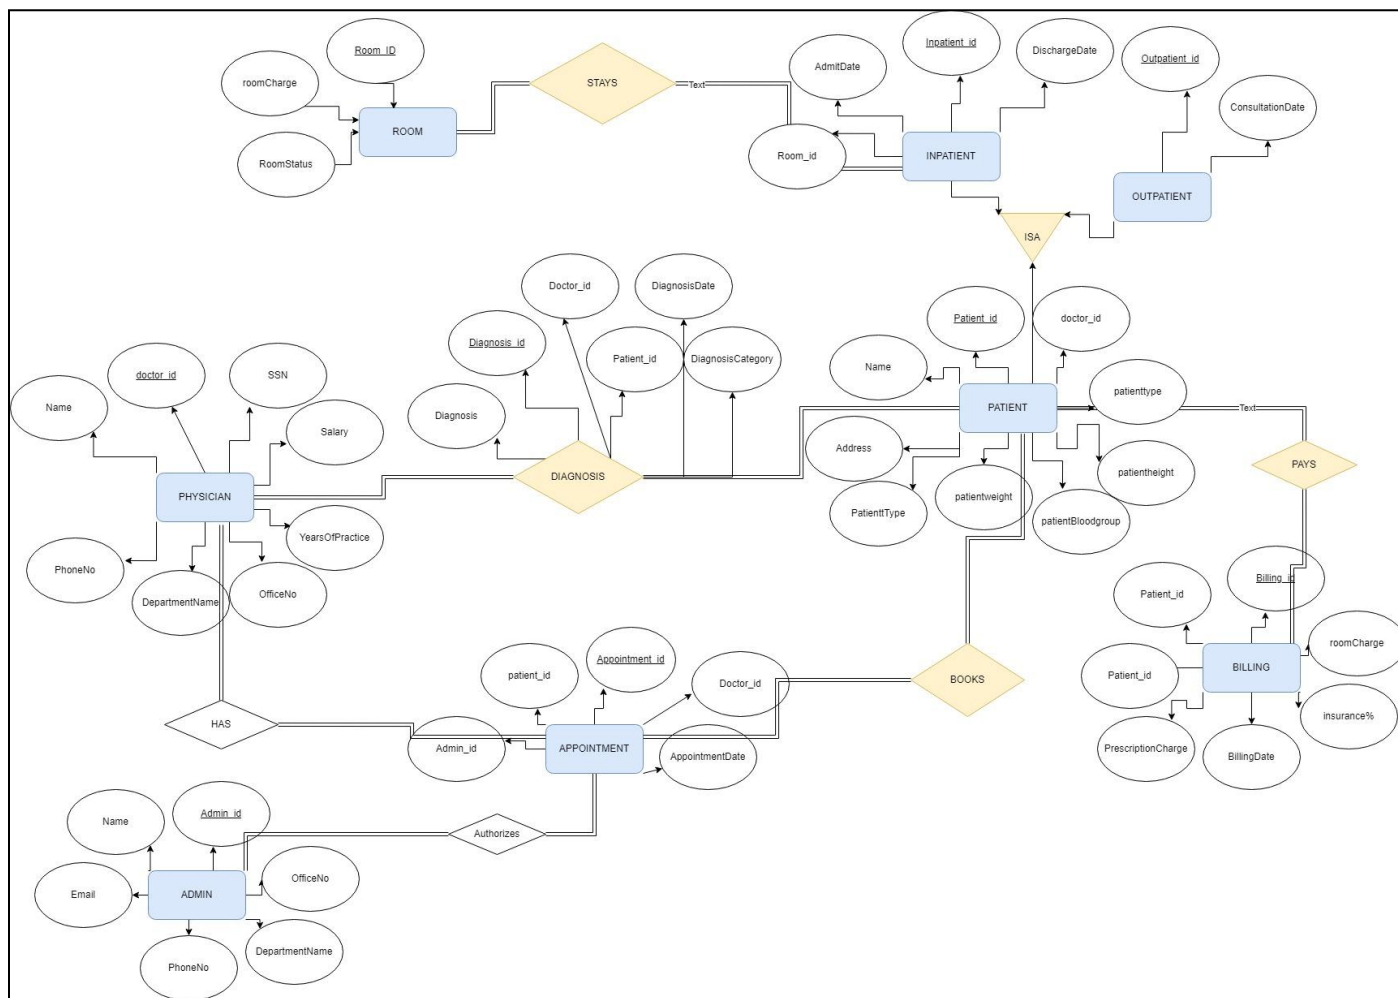 Room_ID
Inpatient_id
DischargeDate
Outpatient_id
AdmitDate
roomCharge
STAYS
Text
ConsultationDate
ROOM
RoomStatus
Room_id
INPATIENT
OUTPATIENT
ISA
Doctor_id
DiagnosisDate
Patient_id
doctor_id
Diagnosis_id
Patient_id
DiagnosisCategory
Name
doctor_id
SSN
patienttype
Name
Diagnosis
PATIENT
Text
Salary
Address
PAYS
PHYSICIAN
DIAGNOSIS
patientheight
PatienttType
patientweight
patientBloodgroup
YearsOfPractice
PhoneNo
DepartmentName
OfficeNo
Patient_id
Billing_id
roomCharge
BILLING
patient_id
Appointment_id
Doctor_id
BOOKS
Patient_id
insurance%
HAS
Admin_id
APPOINTMENT
AppointmentDate
PrescriptionCharge
BillingDate
Name
Admin_id
Authorizes
Email
ADMIN
OfficeNo
PhoneNo
DepartmentName